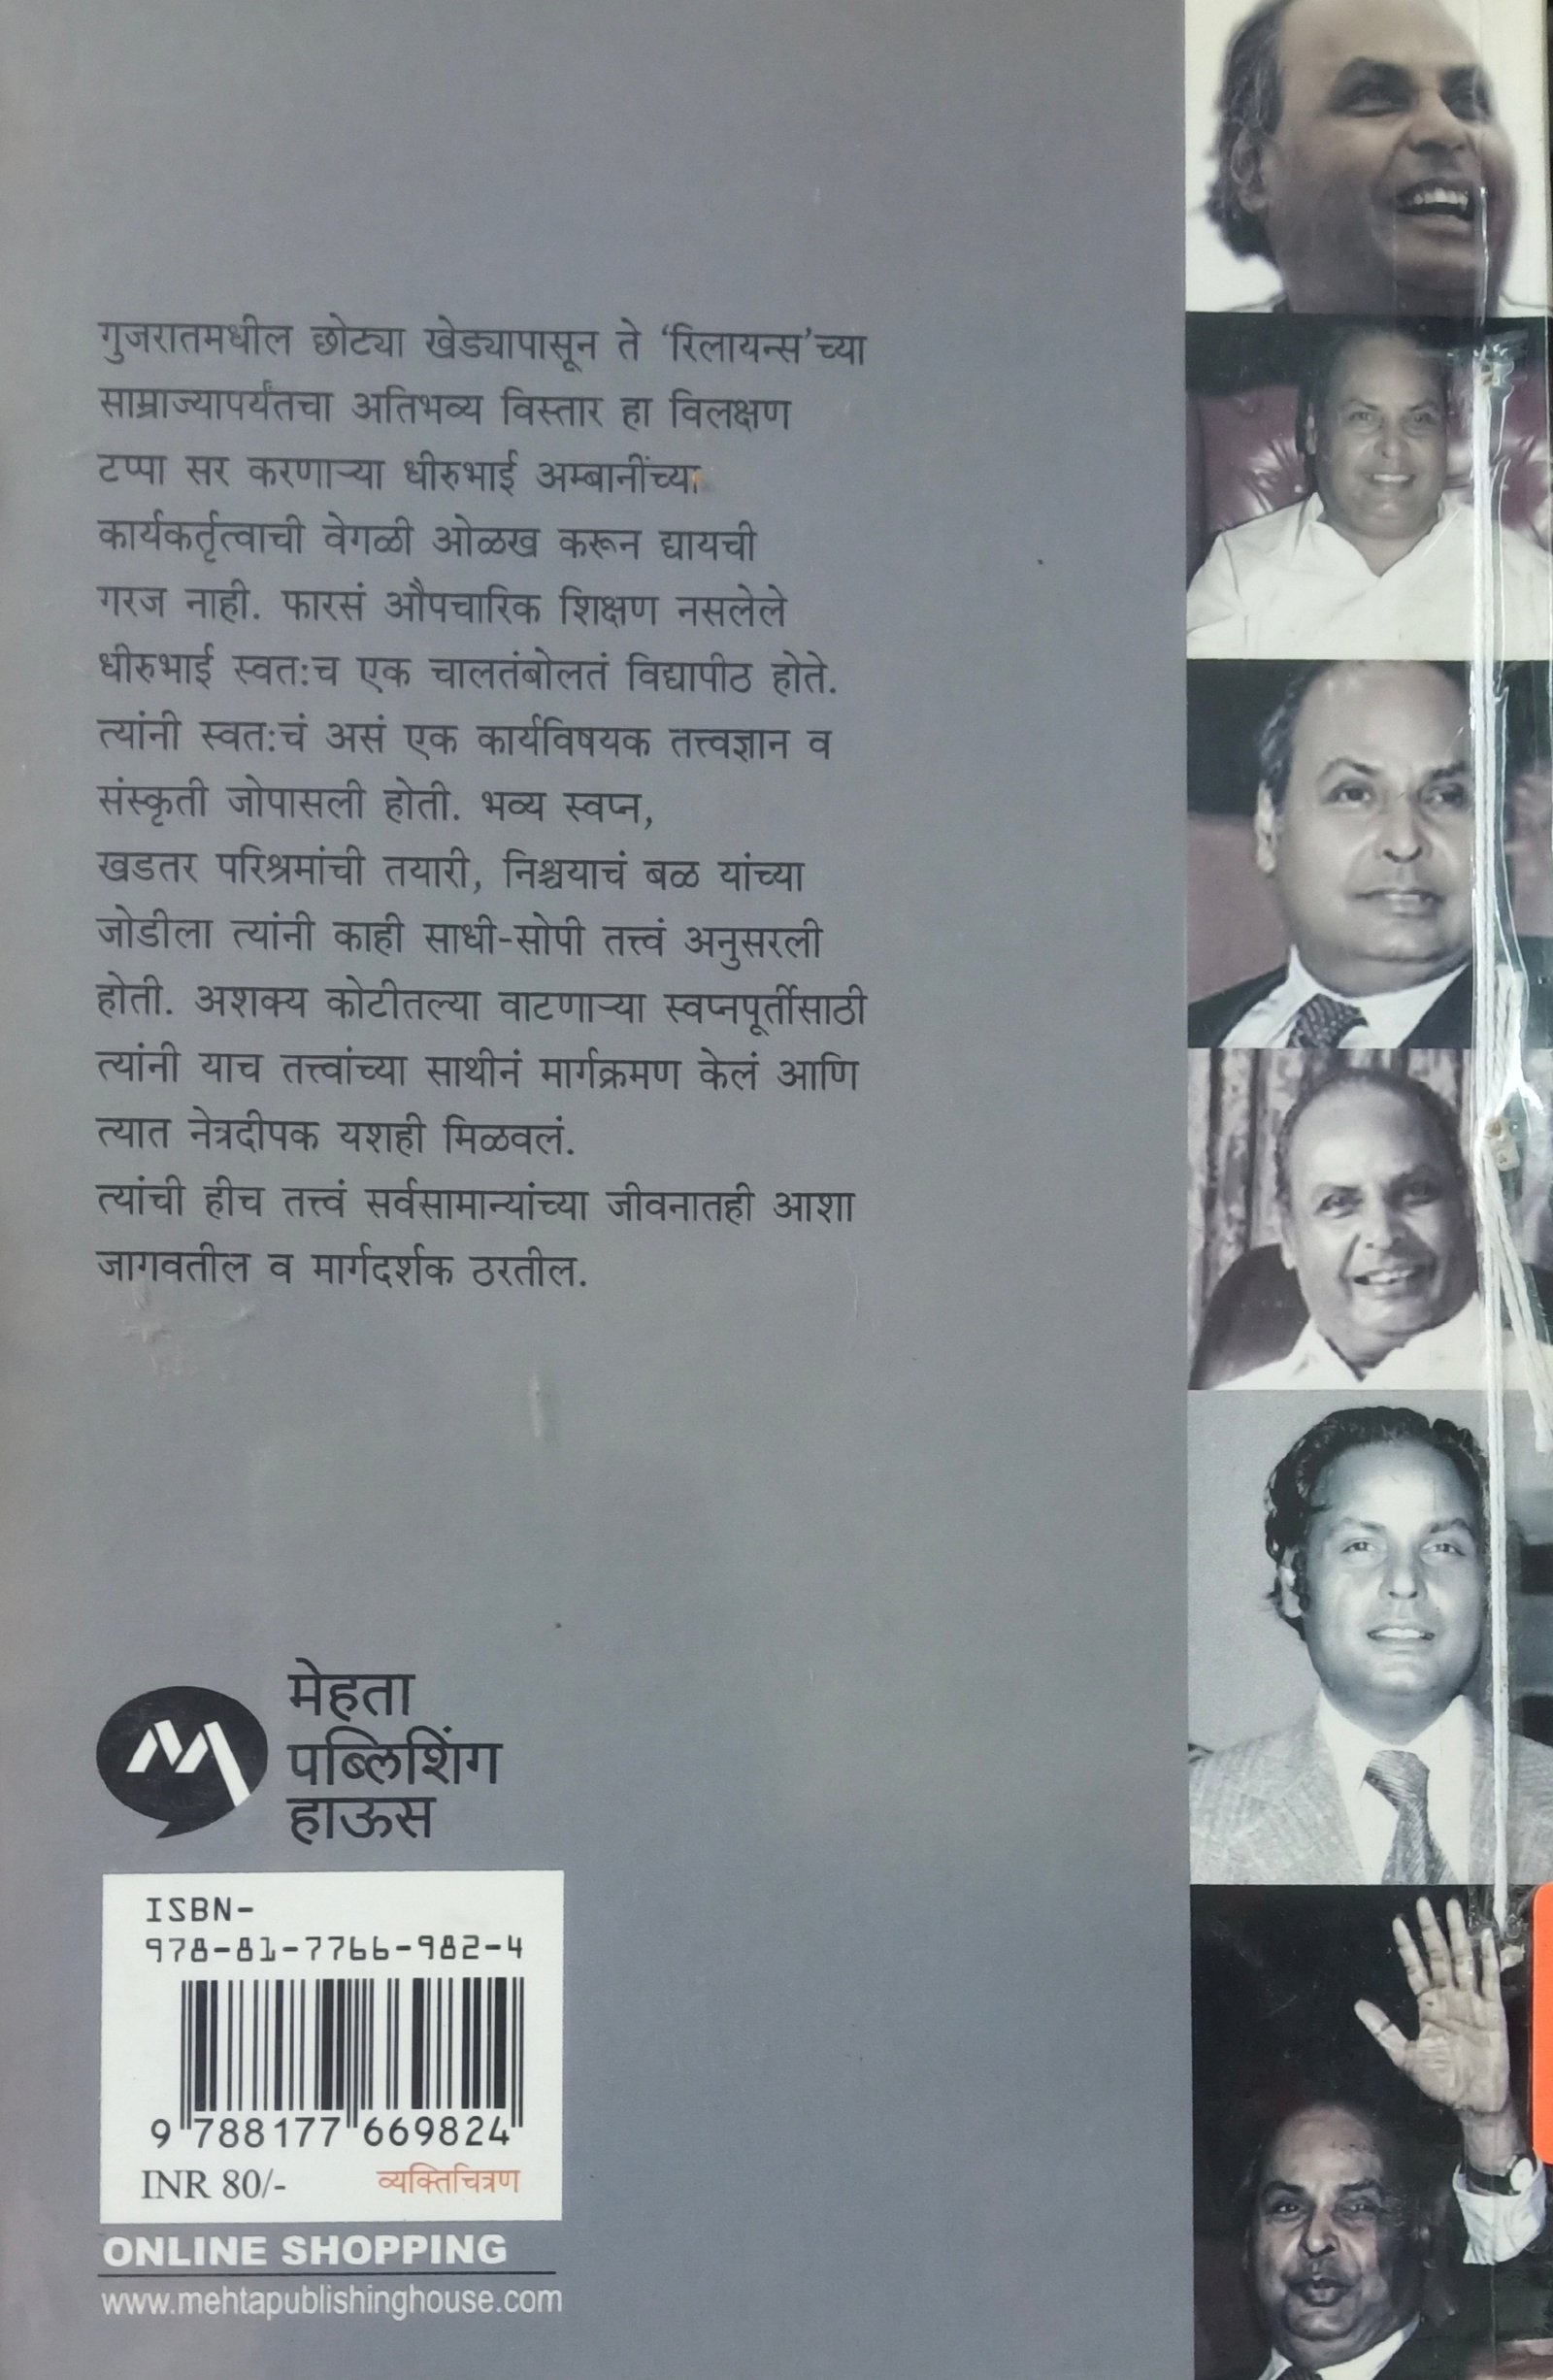 गुजरातमधील छोट्या खेड्यापासून ते ‘रिलायन्स’च्या
साम्राज्यापर्यंतचा अतिभव्य विस्तार हा विलक्षण
टप्पा सर करणाऱ्या धीरुभाई अम्बानींच्या
कार्यकर्तृत्वाची वेगळी ओळख करून द्यायची
गरज नाही. फारसं औपचारिक शिक्षण नसलेले
धीरुभाई स्वत:च एक चालतंबोलतं विद्यापीठ होते.
त्यांनी स्वत:चं असं एक कार्यविषयक तत्त्वज्ञान व
संस्कृती जोपासली होती. भव्य स्वप्न,
खडतर परिश्रमांची तयारी, निश्चयाचं बळ यांच्या
जोडीला त्यांनी काही साधी-सोपी तत्त्वं अनुसरली
होती. अशक्य कोटीतल्या वाटणाऱ्या स्वप्नपूर्तीसाठी
त्यांनी याच तत्त्वांच्या साथीनं मार्गक्रमण केलं आणि
त्यात नेत्रदीपक यशही मिळवलं.
त्यांची हीच तत्त्वं सर्वसामान्यांच्या जीवनातही आशा
जागवतील व मार्गदर्शक ठरतील.
मेहता
पब्लिशिंग
हाऊस
ISBN-
978-81-7766-982-4
9 788177 669824
INR 80/- व्यक्तिचित्रण
ONLINE SHOPPING
www.mehtapublishinghouse.com